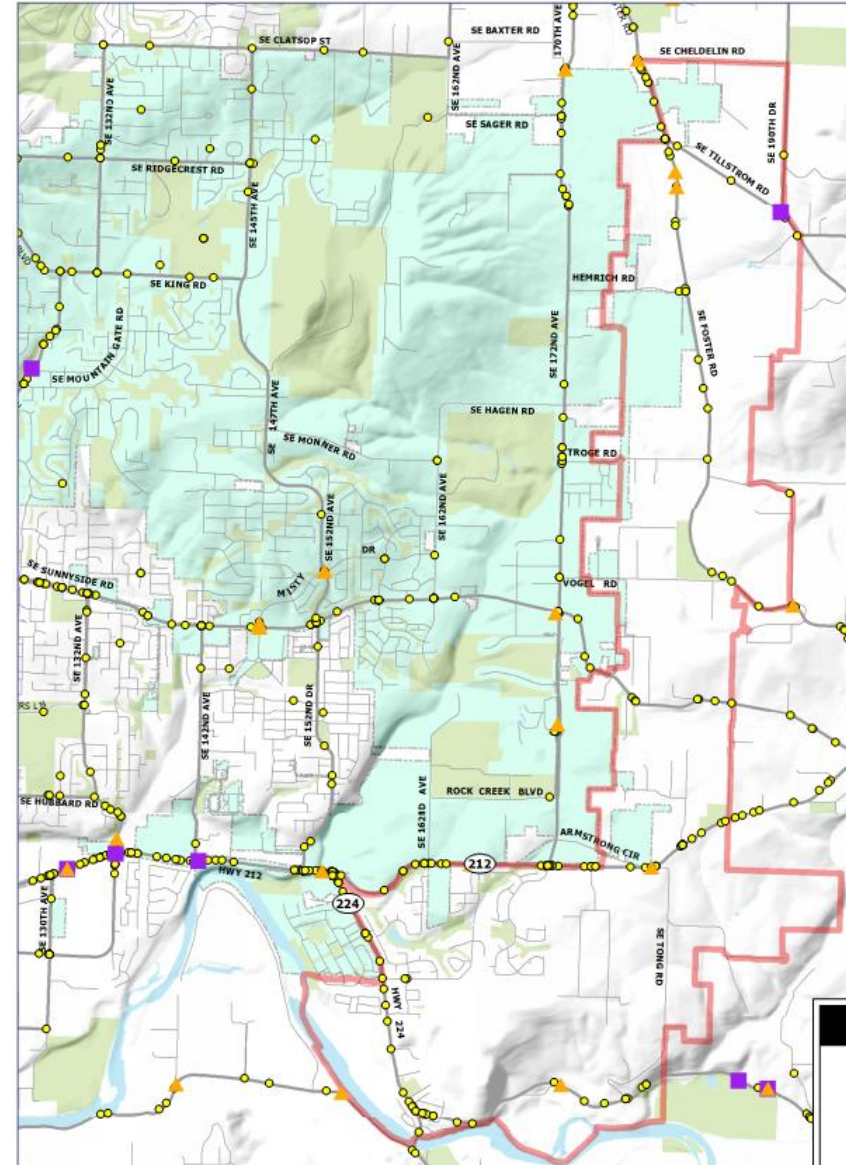 SE CLATSOP ST
SE BAXTER RD
170TH AVE
SE CHELDELIN RD
SE 132ND AVE
SE 162ND AVE
SE SAGER RD
SE 190TH DR
SE RIDGECREST RD
SE 145TH AVE
SE TILLSTROM RD
SE KING RD
HEMRICH RD
SE MOUNTAIN GATE RD
SE FOSTER RD
SE 172ND AVE
SE 147TH AVE
SE HAGEN RD
SE MONNER RD
TROGE RD
SE 162ND AVE
SE 152ND AVE
DR
MISTY
VOGEL RD
SE SUNNYSIDE RD
SE 132ND AVE
SE 142ND AVE
SE 152ND DR
SE HUBBARD RD
ROCK CREEK BLVD
SE 162RD AVE
ARMSTRONG CIR
212
HWY 212
224
SE 130TH AVE
SE TONG RD
HWY 224